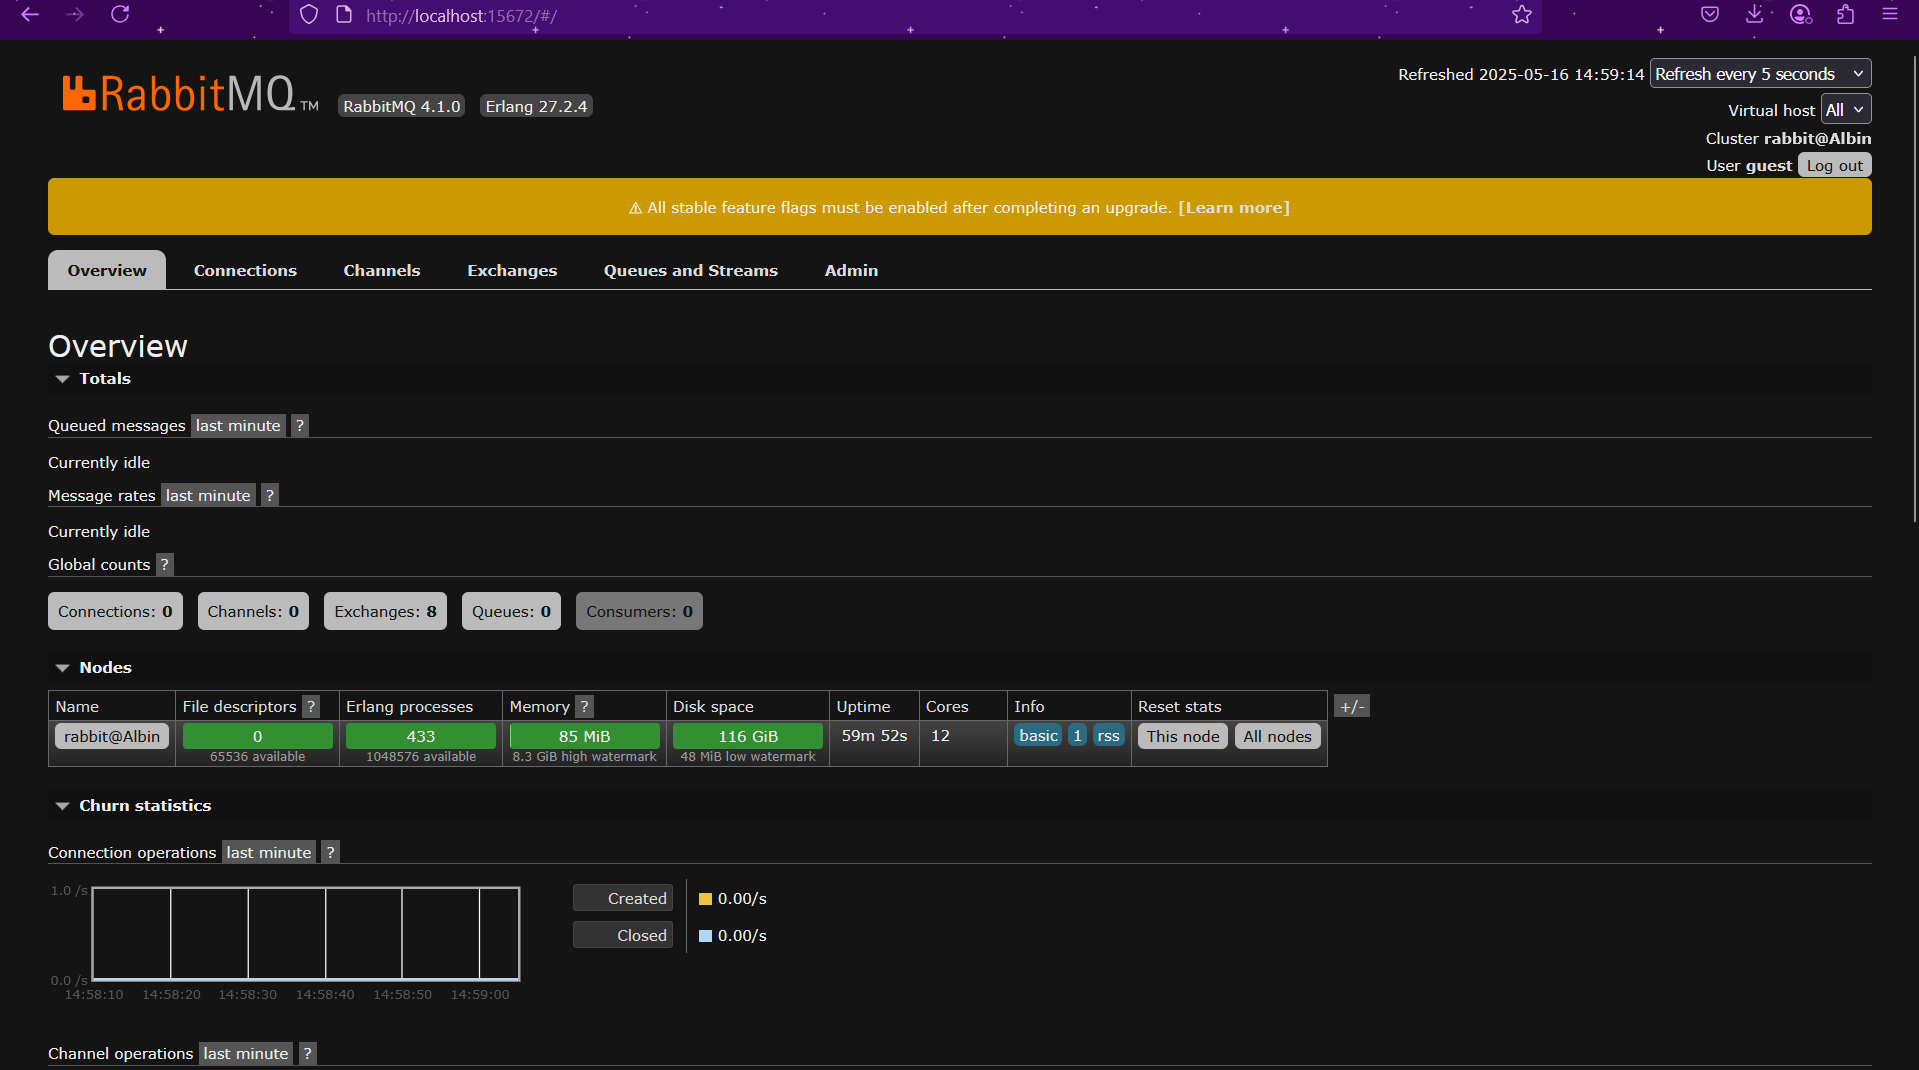 http://localhost:15672/#/
RabbitMQ TM RabbitMQ 4.1.0 Erlang 27.2.4
Refreshed 2025-05-16 14:59:14 Refresh every 5 seconds
Virtual host All
Cluster rabbit@Albin
User guest Log out
⚠ All stable feature flags must be enabled after completing an upgrade. [Learn more]
Overview Connections Channels Exchanges Queues and Streams Admin
Overview
Totals
Queued messages last minute ?
Currently idle
Message rates last minute ?
Currently idle
Global counts ?
Connections: 0 Channels: 0 Exchanges: 8 Queues: 0 Consumers: 0
Nodes
Name File descriptors ? Erlang processes Memory ? Disk space Uptime Cores Info Reset stats +/-
rabbit@Albin 0 433 85 MiB 116 GiB 59m 52s 12 basic 1 rss This node All nodes
65536 available 1048576 available 8.3 GiB high watermark 48 MiB low watermark
Churn statistics
Connection operations last minute ?
1.0 /s
0.0 /s
14:58:10 14:58:20 14:58:30 14:58:40 14:58:50 14:59:00
Created 0.00/s
Closed 0.00/s
Channel operations last minute ?